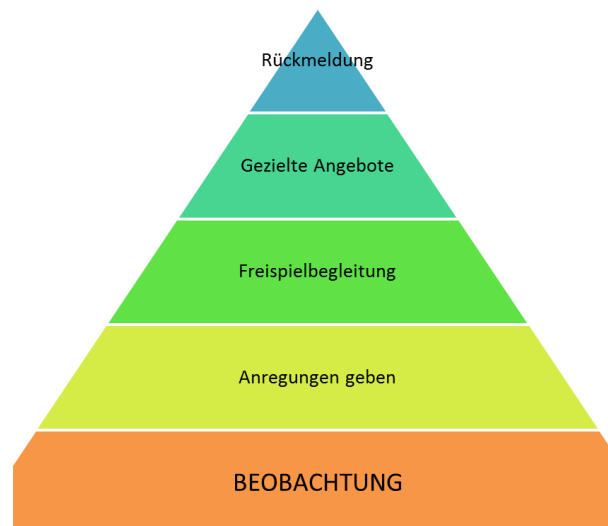 Rückmeldung
Gezielte Angebote
Freispielbegleitung
Anregungen geben
BEOBACHTUNG